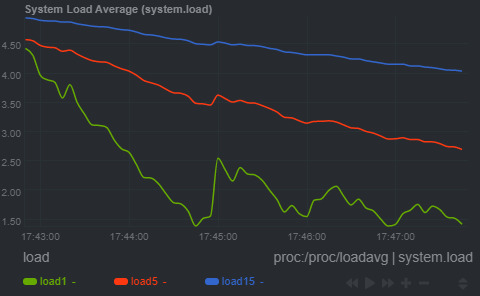 System Load Average (system.load)
4.50
4.00
3.50
3.00
2.50
2.00
1.50
17:43:00 17:44:00 17:45:00 17:46:00 17:47:00
load proc:/proc/loadavg | system.load
load1 - load5 - load15 -